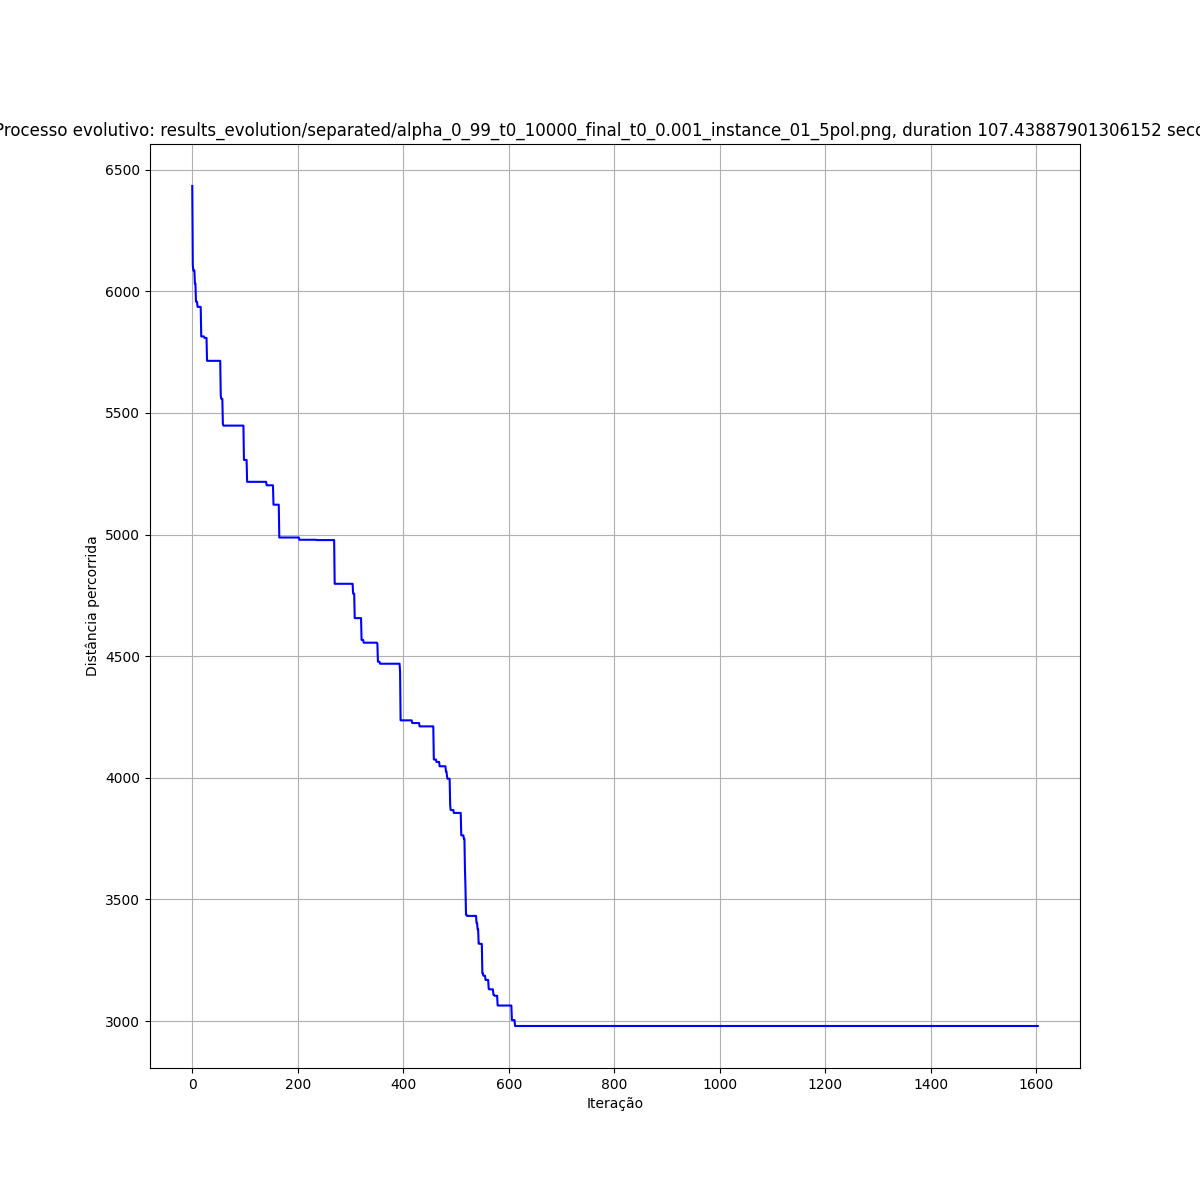 Processo evolutivo: results_evolution/separated/alpha_0_99_t0_10000_final_t0_0.001_instance_01_5pol.png, duration 107.43887901306152 seco
6500
6000
5500
5000
4500
4000
3500
3000
Distância percorrida
0 200 400 600 800 1000 1200 1400 1600
Iteração